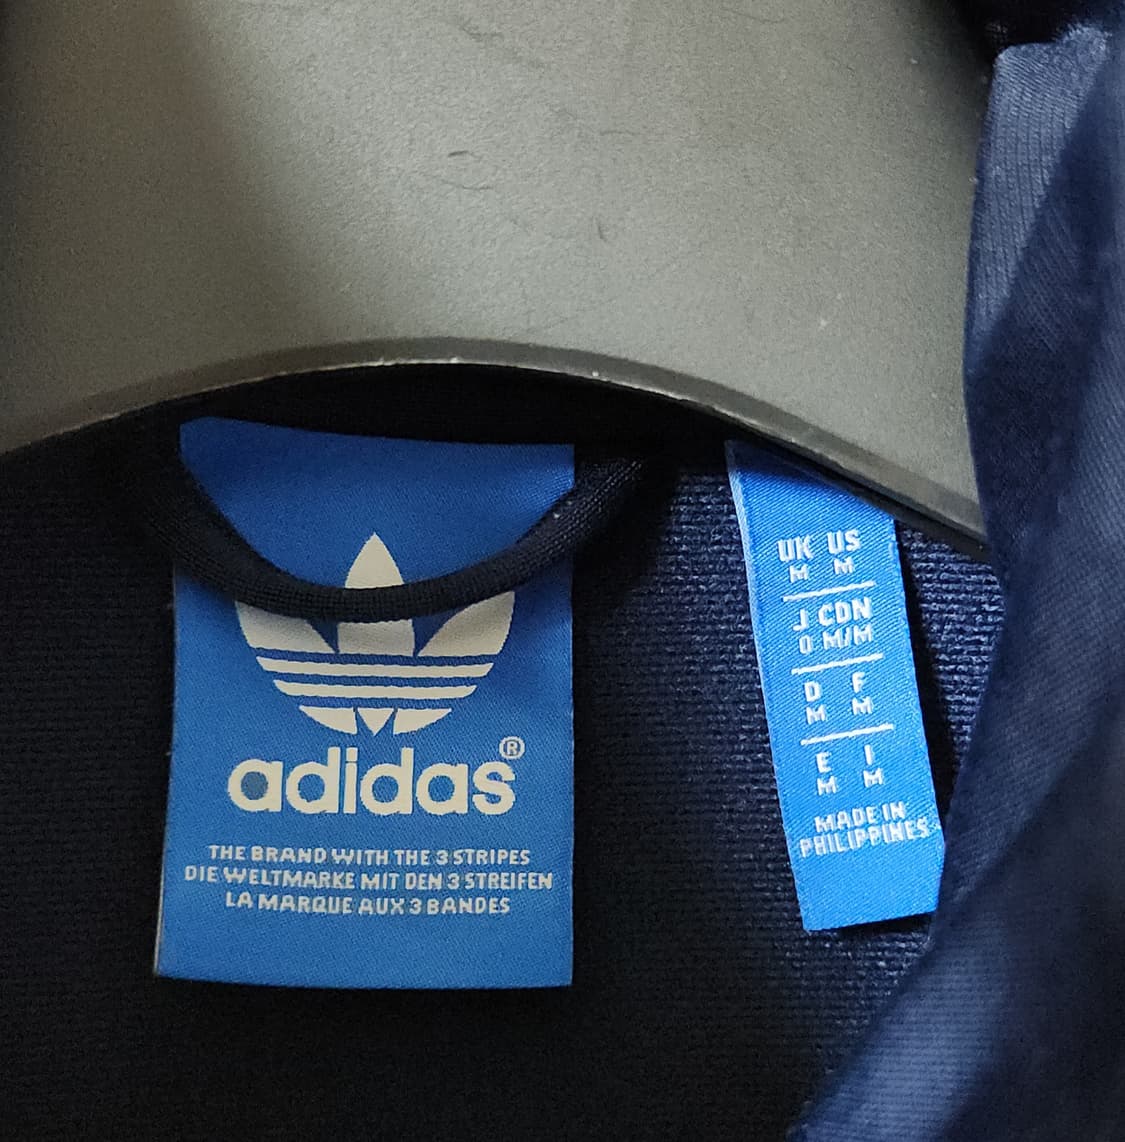 adidas®
THE BRAND WITH THE 3 STRIPES
DIE WELTMARKE MIT DEN 3 STREIFEN
LA MARQUE AUX 3 BANDES
UK US
M M
J CDN
O M/M
D F
M M
E I
M M
MADE IN
PHILIPPINES